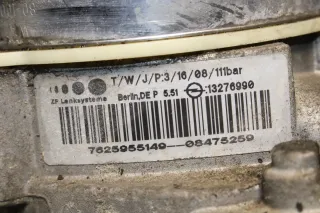 T/W/J/P:3/16/08/111bar
ZF Lenksysteme
Berlin,DE P 5.51 :13276990
7625955149--08475259